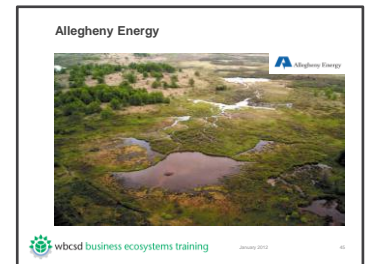 Allegheny Energy
Allegheny Energy
wbcsd business ecosystems training
January 2012
45